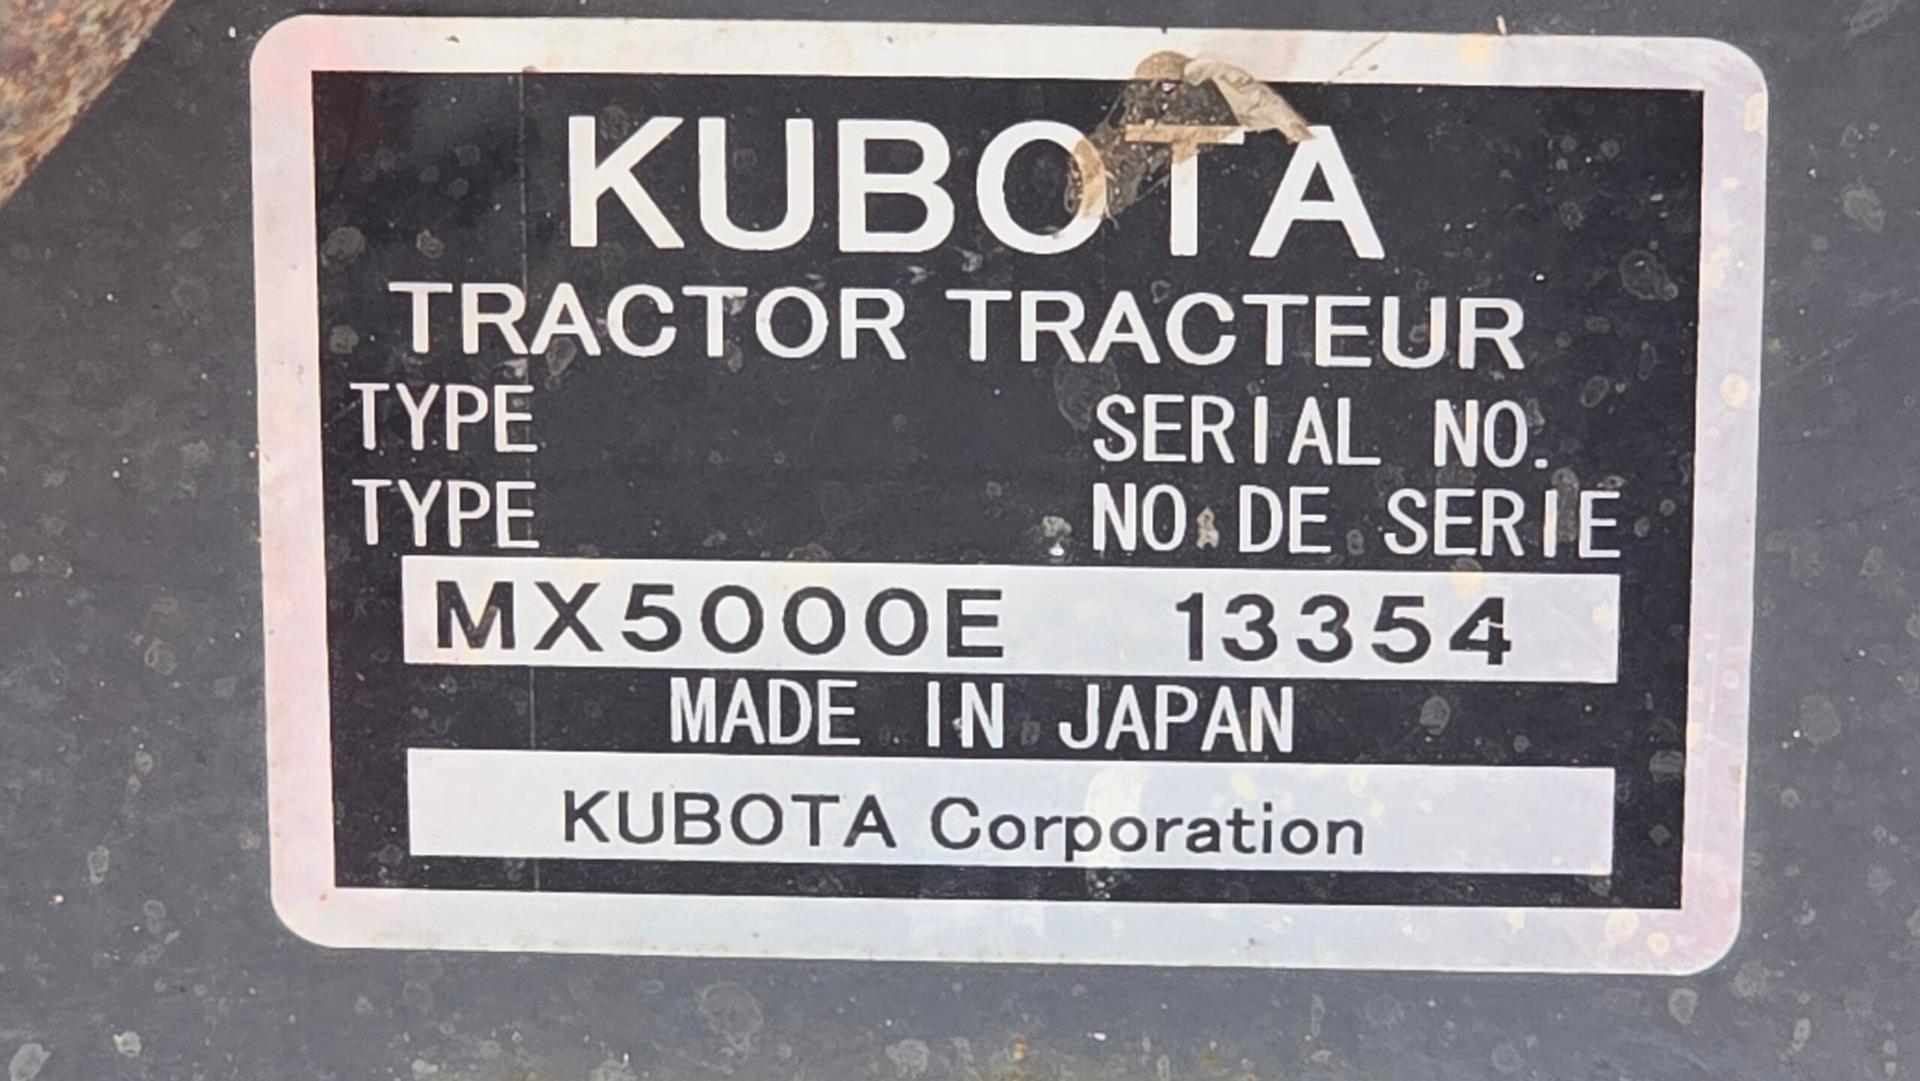 KUBOTA
TRACTOR TRACTEUR
TYPE SERIAL NO.
TYPE NO DE SERIE
MX5000E 13354
MADE IN JAPAN
KUBOTA Corporation